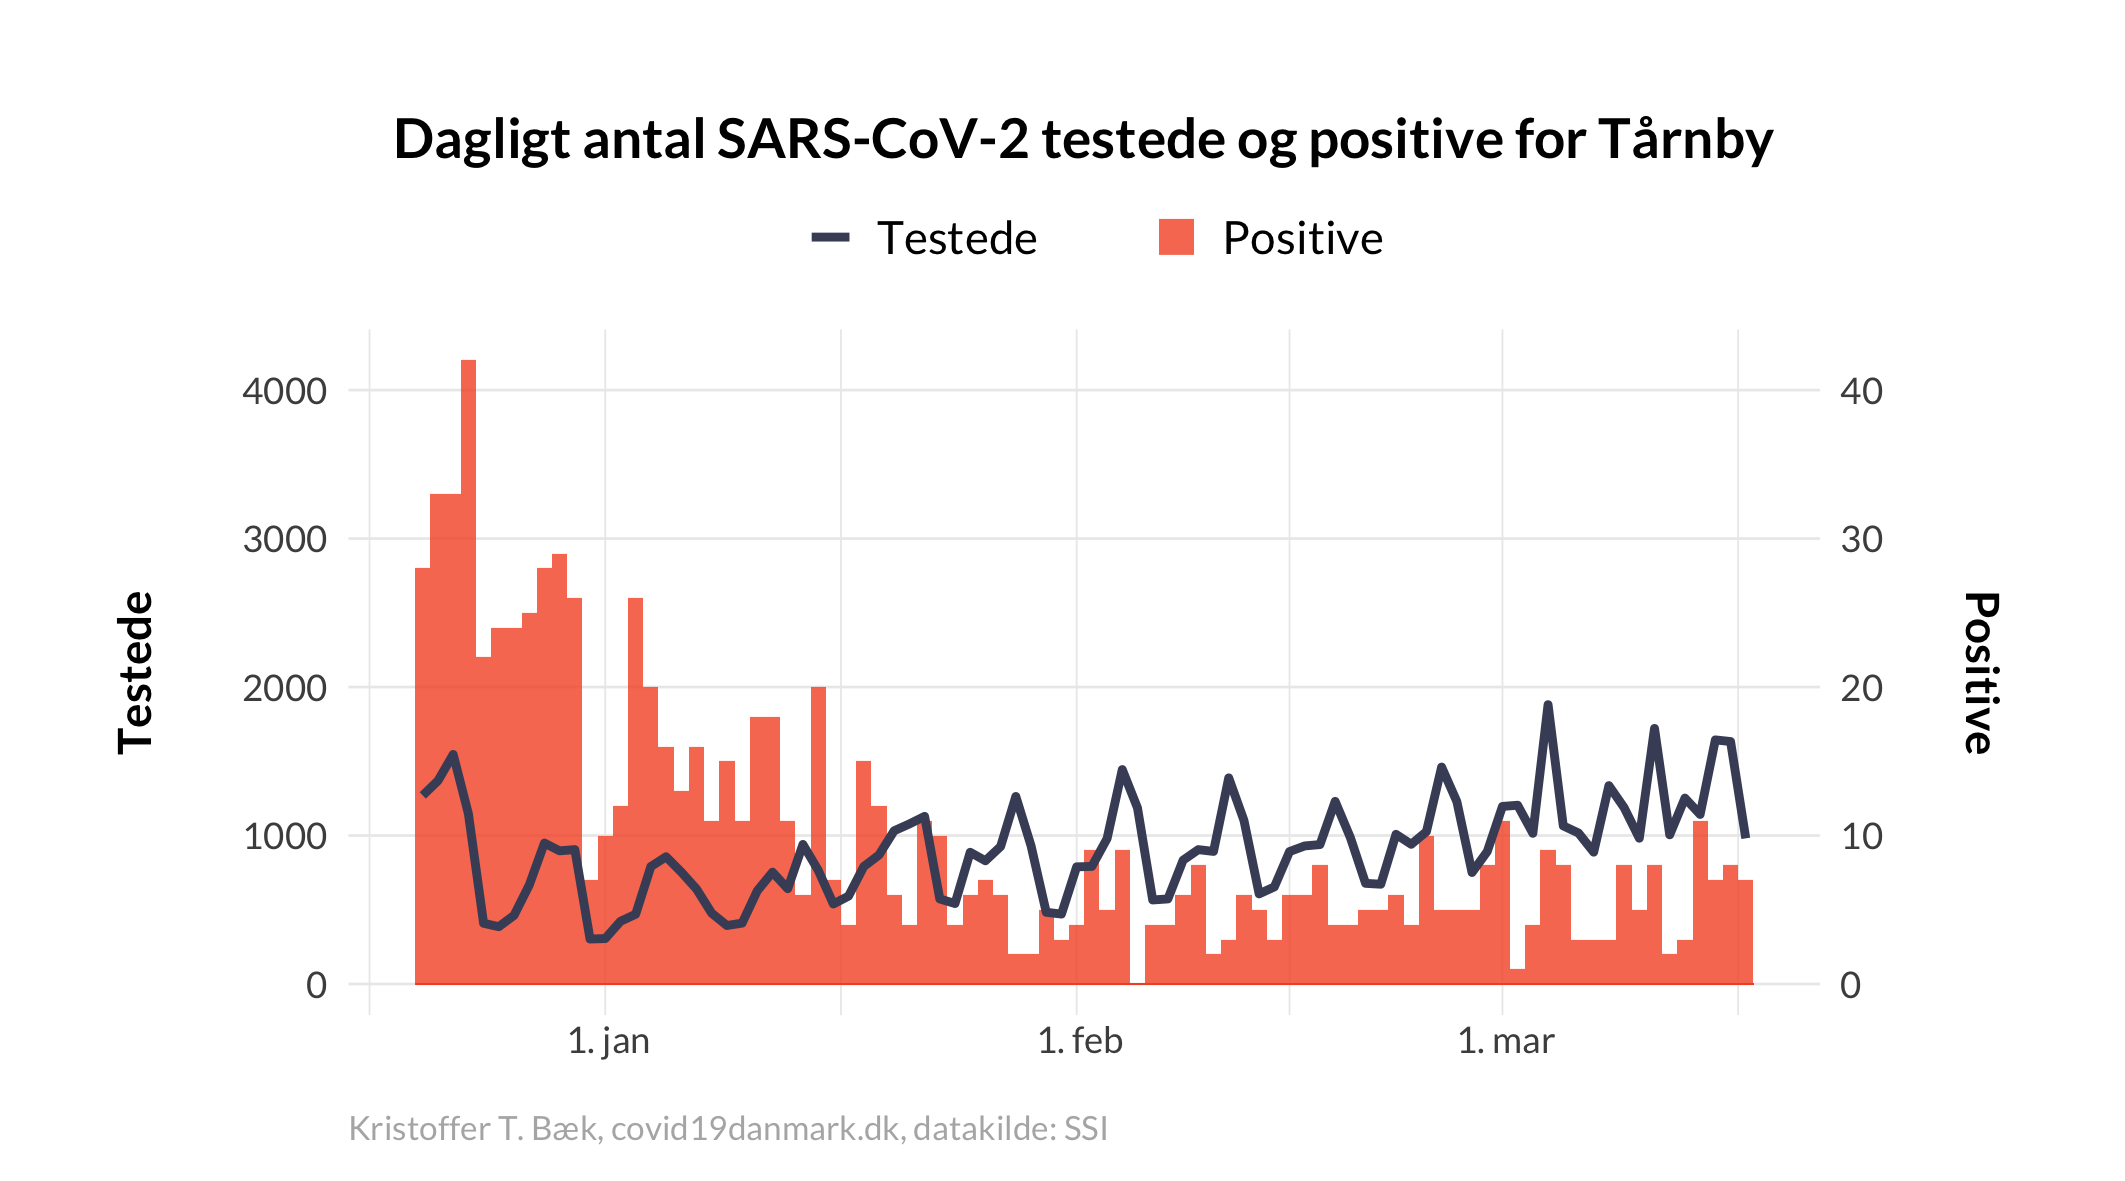 Dagligt antal SARS-CoV-2 testede og positive for Tårnby
Testede Positive
4000 40
3000 30
2000 20
1000 10
0 0
Testede
Positive
1. jan 1. feb 1. mar
Kristoffer T. Bæk, covid19danmark.dk, datakilde: SSI